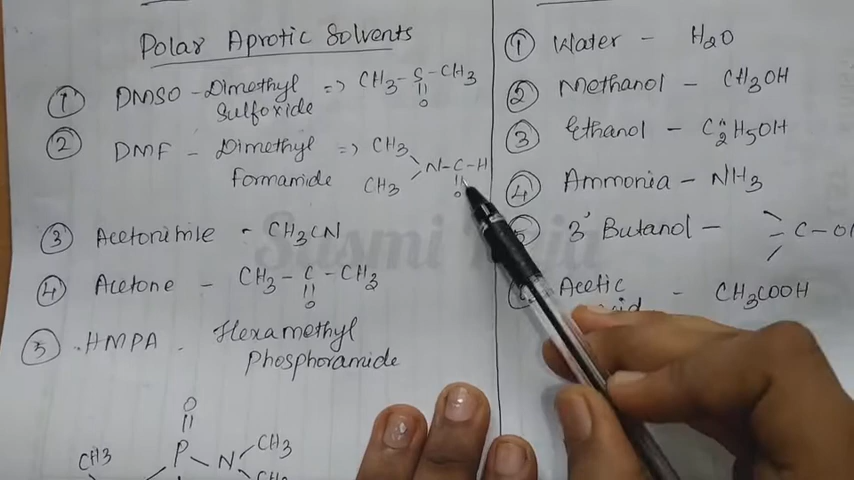 Polar Aprotic Solvents
① DMSO - Dimethyl Sulfoxide => CH3-S-CH3
||
O
② DMF - Dimethyl Formamide => CH3
CH3
N-C-H
||
O
③ Acetonitrile - CH3CN
④ Acetone - CH3-C-CH3
||
O
⑤ HMPA - Hexamethyl Phosphoramide
O
||
P-N-CH3
CH3
① Water - H2O
② Methanol - CH3OH
③ Ethanol - C2H5OH
④ Ammonia - NH3
3° Butanol -
C-O
Acetic
- CH3COOH
Sasmi